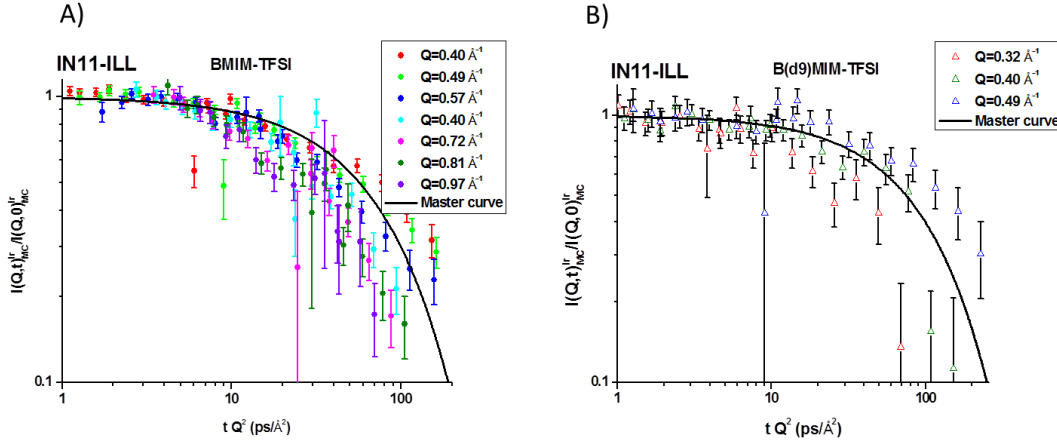 A)
IN11-ILL
BMIM-TFSI
Q=0.40 Å⁻¹
Q=0.49 Å⁻¹
Q=0.57 Å⁻¹
Q=0.40 Å⁻¹
Q=0.72 Å⁻¹
Q=0.81 Å⁻¹
Q=0.97 Å⁻¹
Master curve
I(Q,t)ᴵʳMC/I(Q,0)ᴵʳMC
1
0.1
1
10
100
t Q² (ps/Å²)
B)
IN11-ILL
B(d9)MIM-TFSI
Q=0.32 Å⁻¹
Q=0.40 Å⁻¹
Q=0.49 Å⁻¹
Master curve
I(Q,t)ᴵʳMC/I(Q,0)ᴵʳMC
1
0.1
1
10
100
t Q² (ps/Å²)